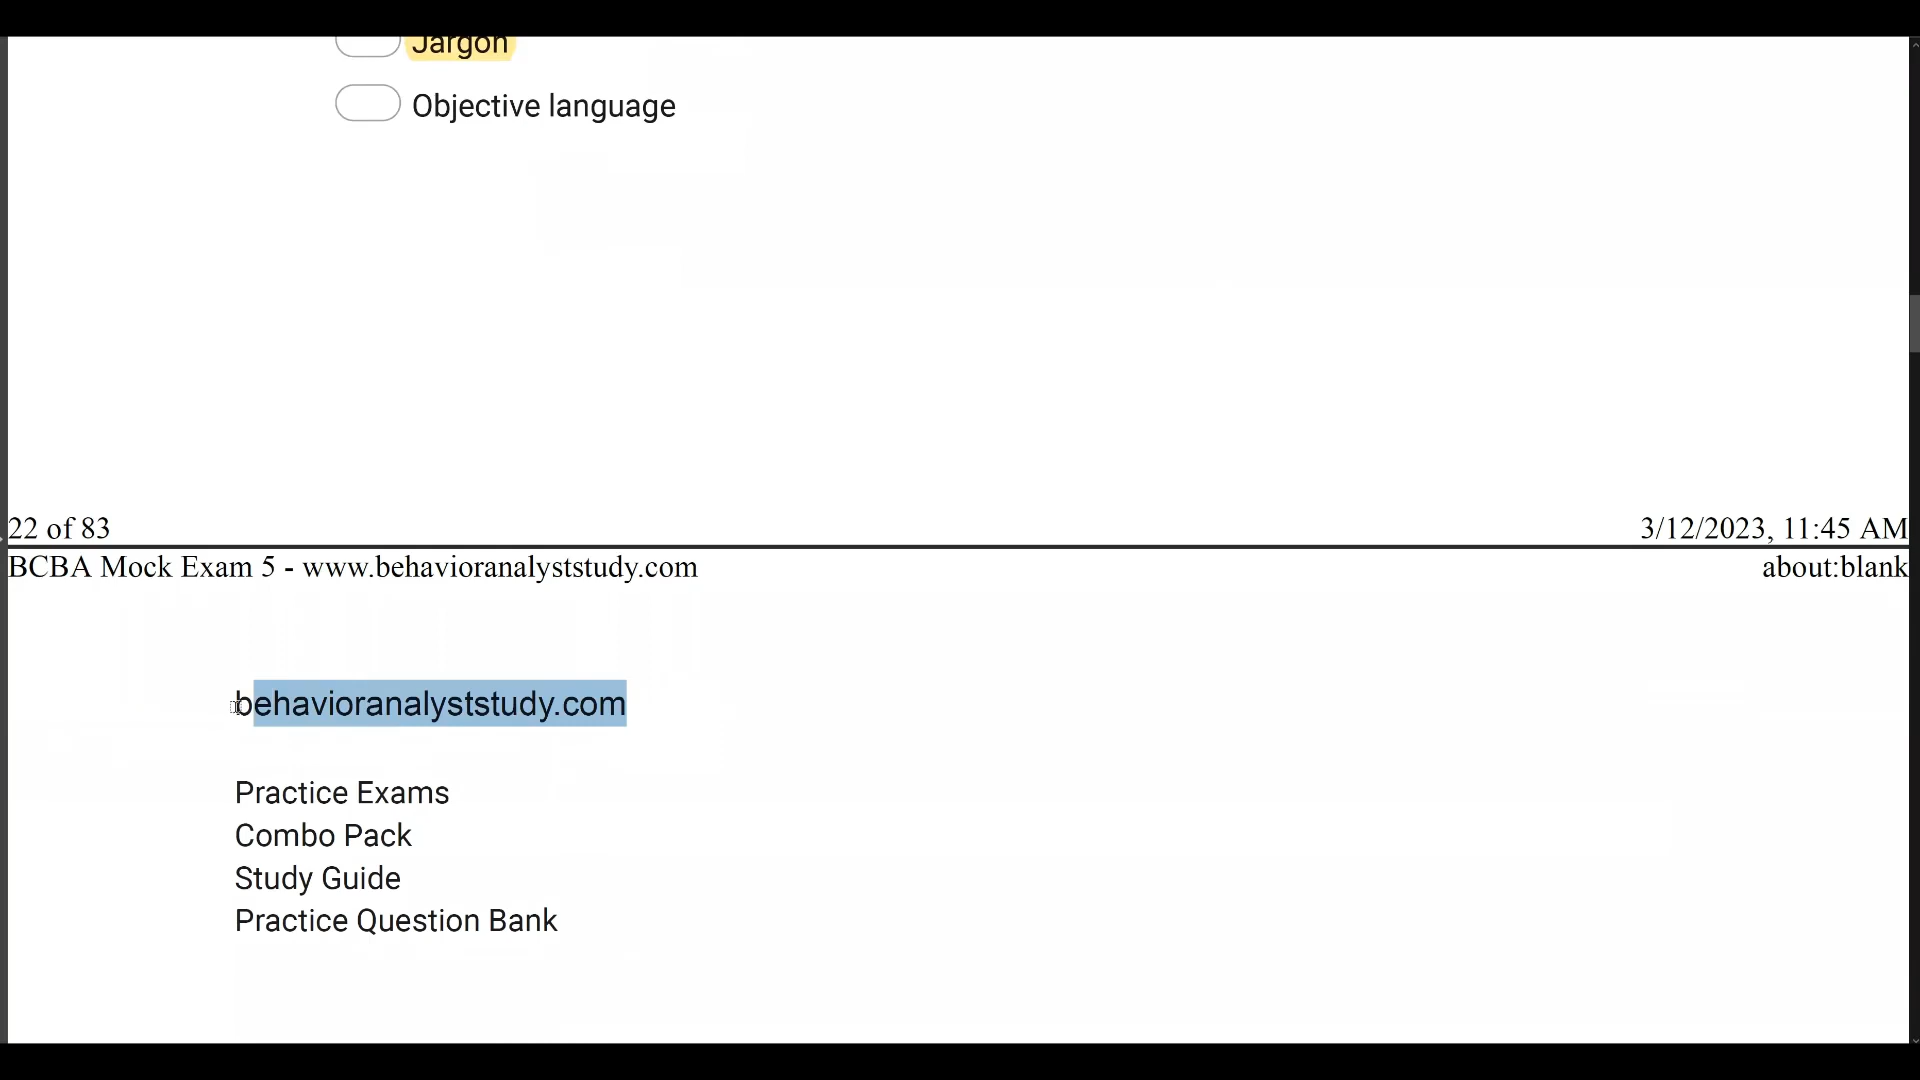 Jargon
Objective language
22 of 83
3/12/2023, 11:45 AM
BCBA Mock Exam 5 - www.behavioranalyststudy.com
about:blank
behavioranalyststudy.com
Practice Exams
Combo Pack
Study Guide
Practice Question Bank